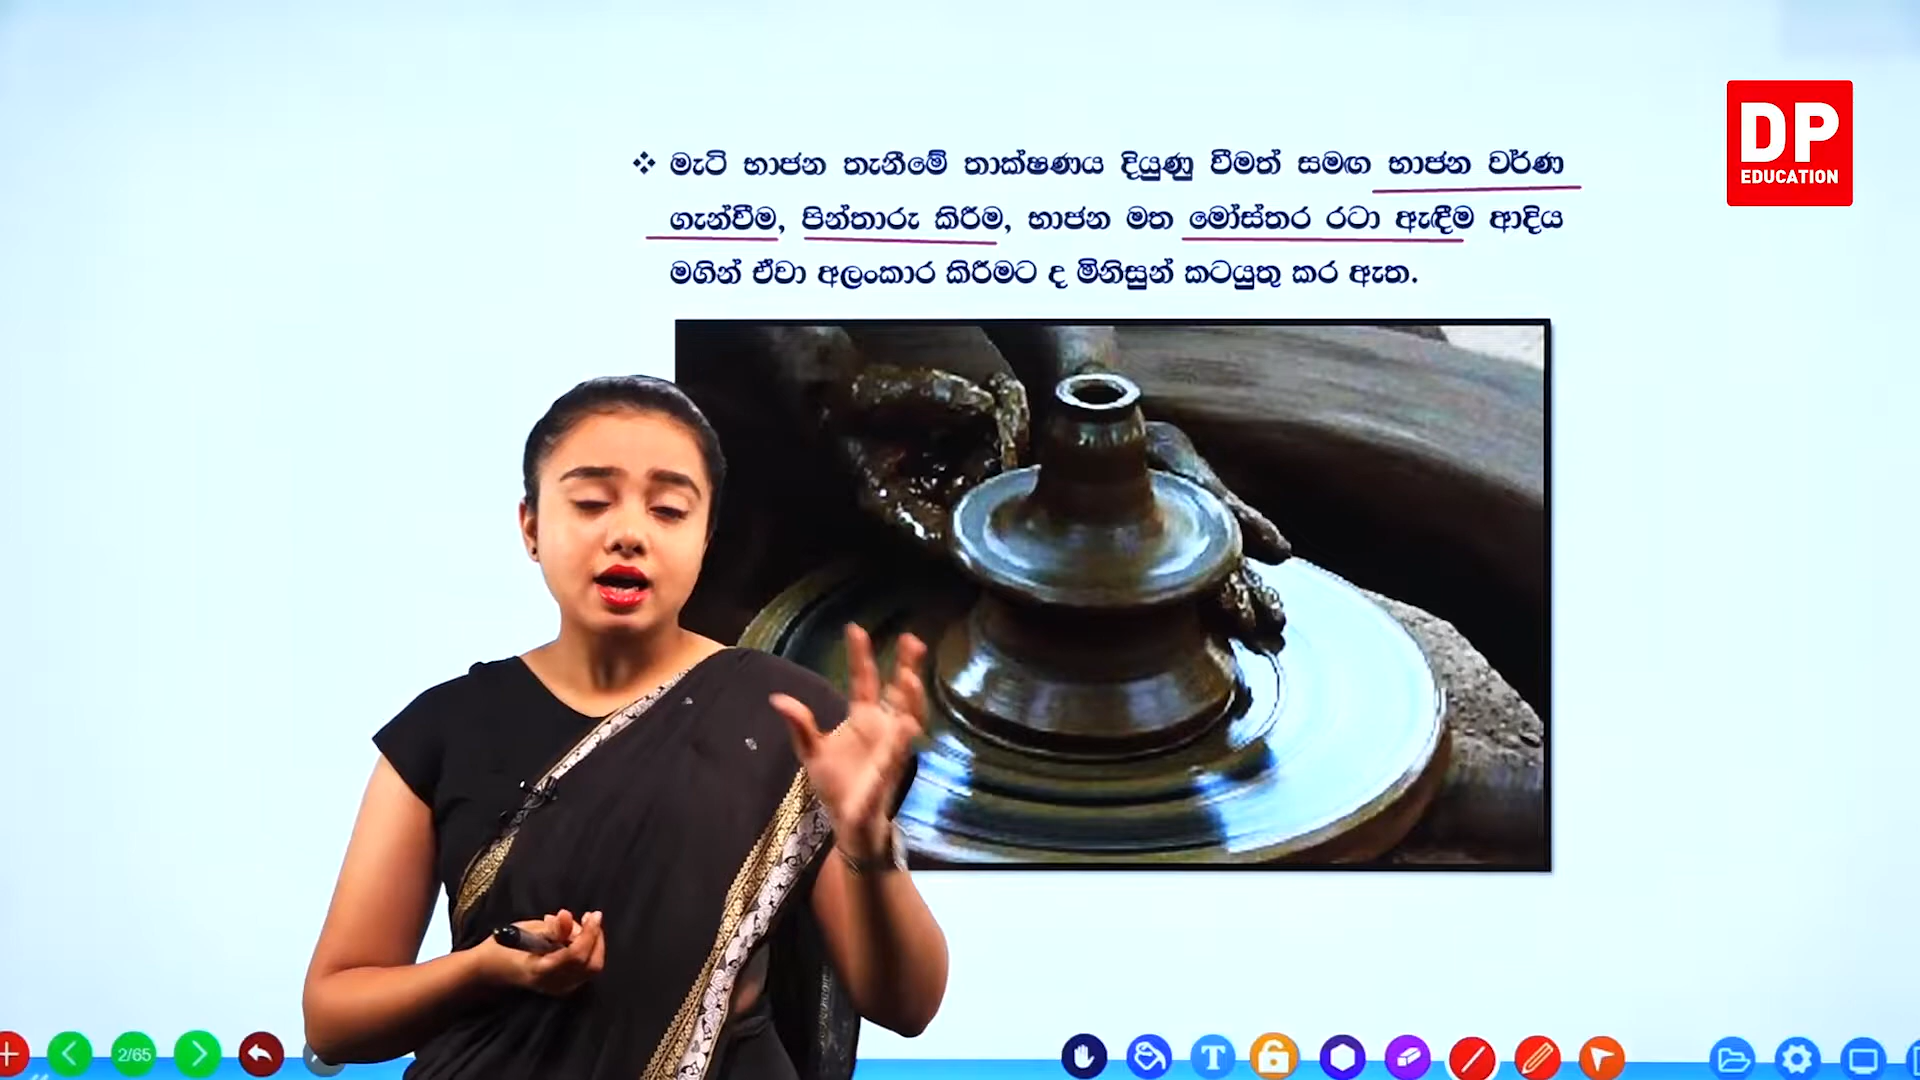 DP
EDUCATION
❖ මැටි භාජන තැනීමේ තාක්ෂණය දියුණු වීමත් සමඟ භාජන වර්ණ
ගැන්වීම, පින්තාරු කිරීම, භාජන මත මෝස්තර රටා ඇඳීම ආදිය
මගින් ඒවා අලංකාර කිරීමට ද මිනිසුන් කටයුතු කර ඇත.
2/65
T